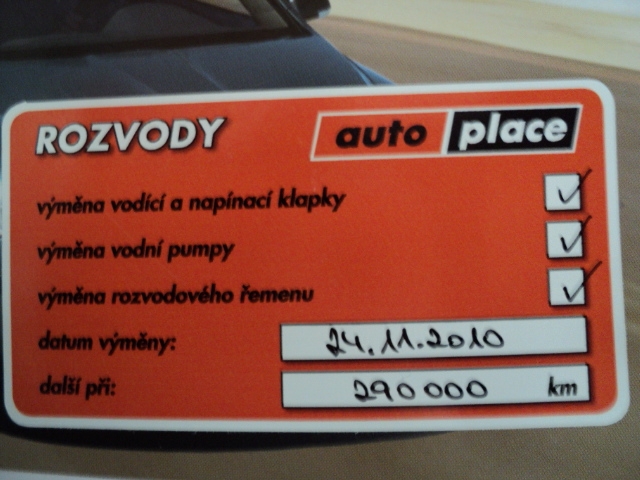 ROZVODY
auto place
výměna vodící a napínací klapky
výměna vodní pumpy
výměna rozvodového řemenu
datum výměny: 24.11.2010
další při: 290 000 km